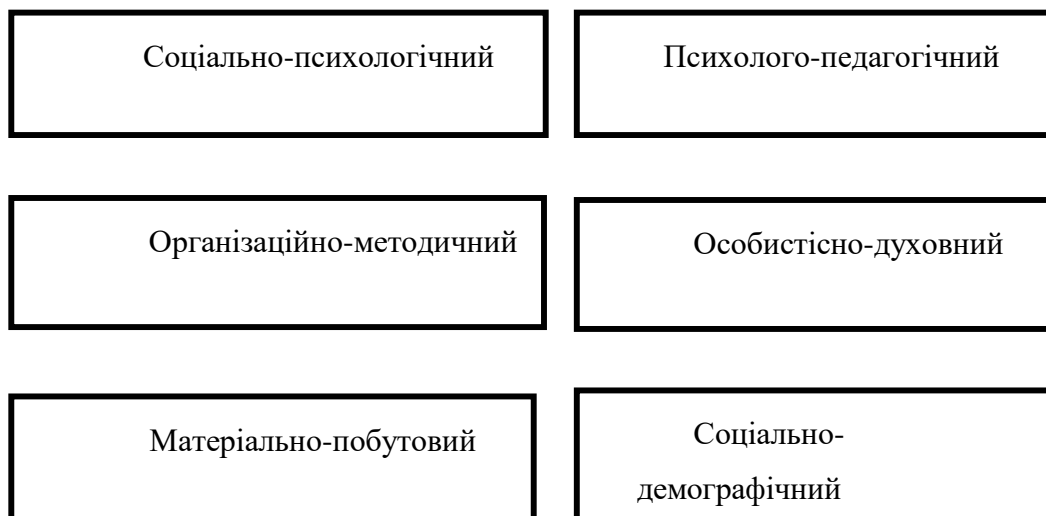 Соціально-психологічний
Психолого-педагогічний
Організаційно-методичний
Особистісно-духовний
Матеріально-побутовий
Соціально-
демографічний